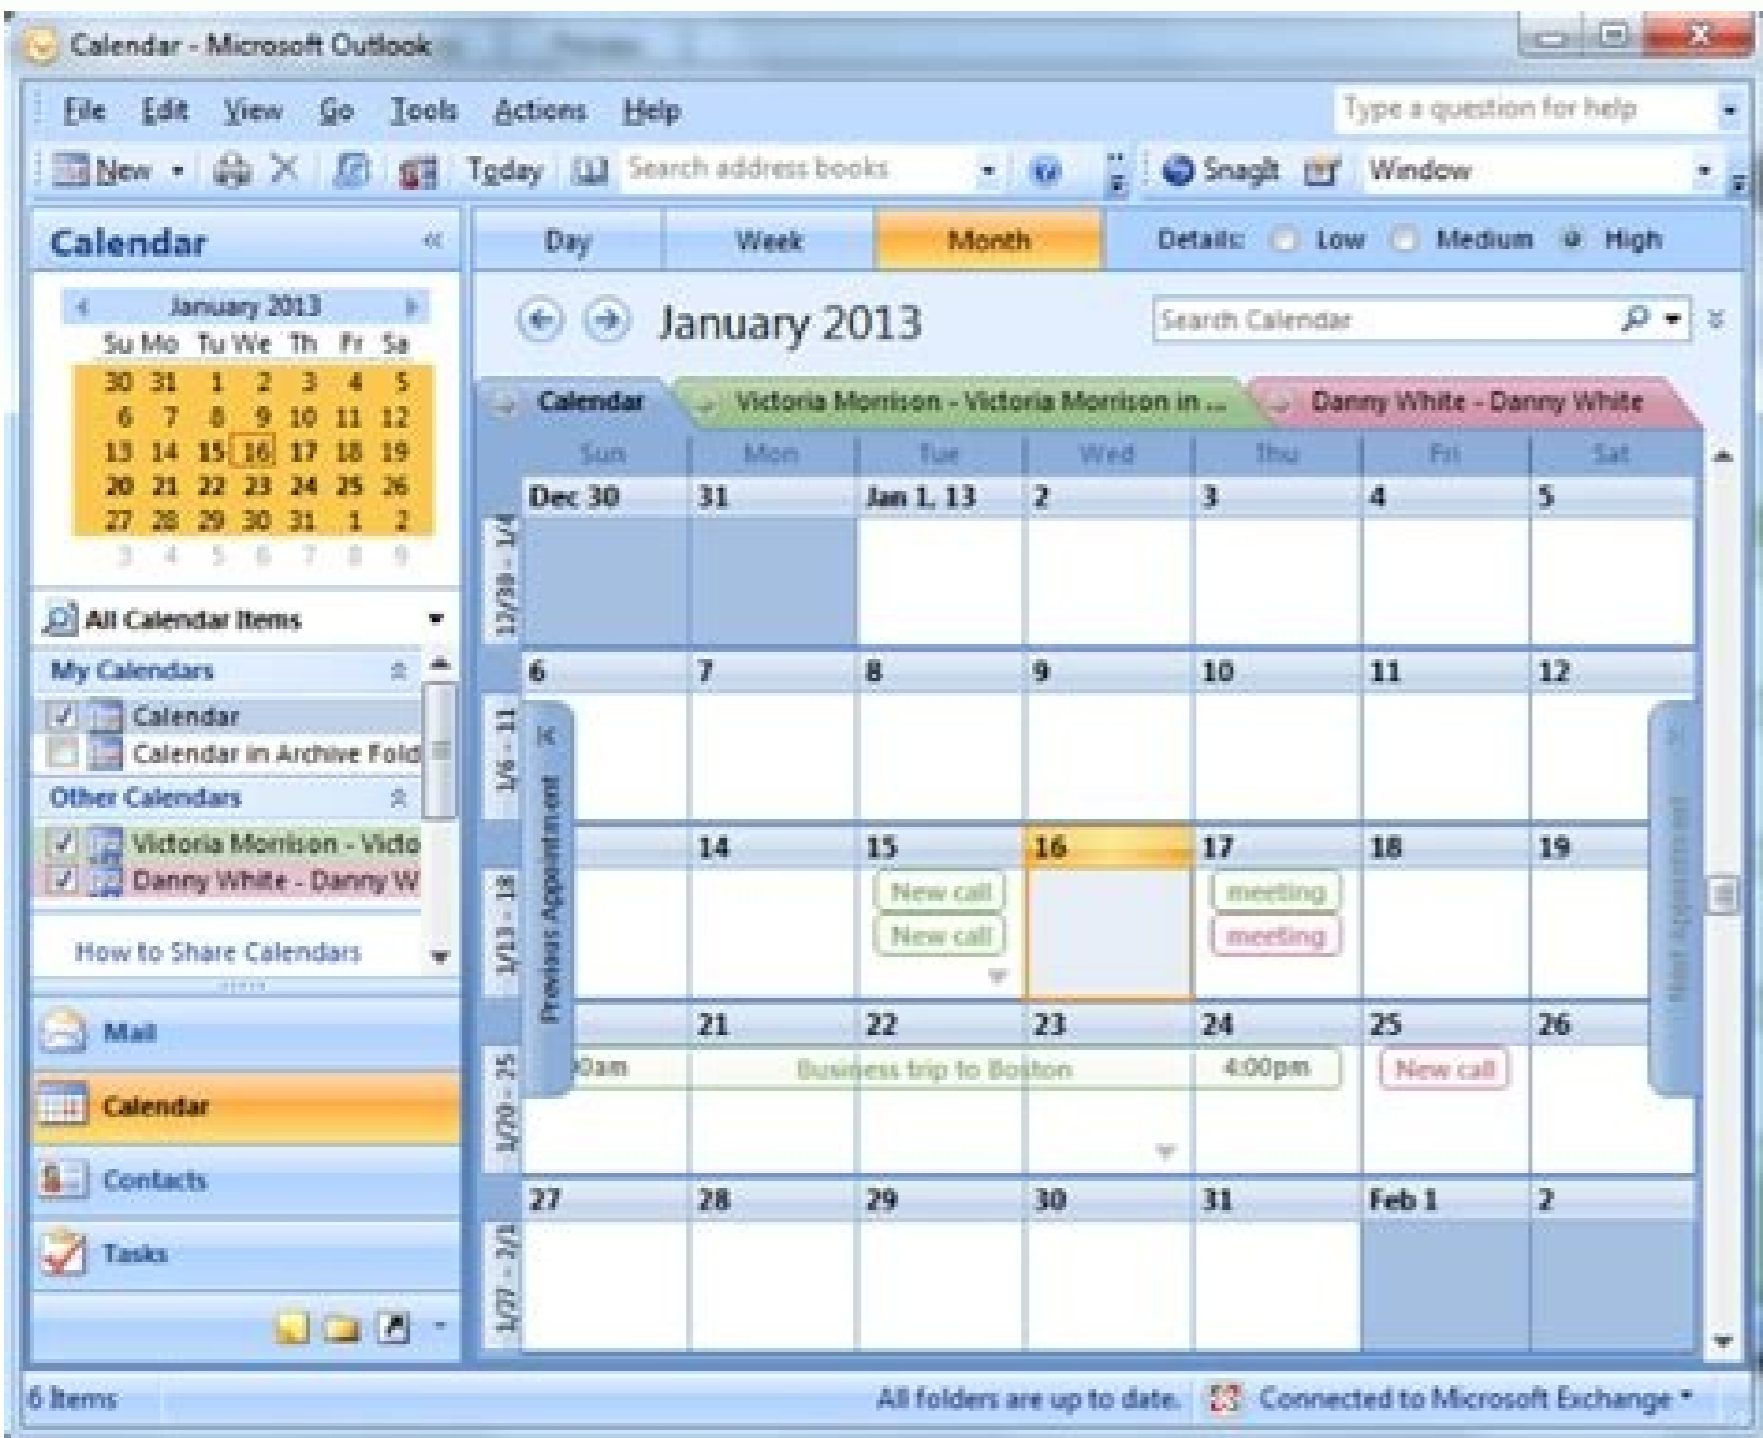 Calendar - Microsoft Outlook
File Edit View Go Tools Actions Help
Type a question for help
New Today Search address books SnagIt Window
Calendar «
Day Week Month Details: Low Medium High
January 2013
Su Mo Tu We Th Fr Sa
30 31 1 2 3 4 5
6 7 8 9 10 11 12
13 14 15 16 17 18 19
20 21 22 23 24 25 26
27 28 29 30 31 1 2
3 4 5 6 7 8 9
All Calendar Items
My Calendars
Calendar
Calendar in Archive Fold
Other Calendars
Victoria Morrison - Victo
Danny White - Danny W
How to Share Calendars
Mail
Calendar
Contacts
Tasks
January 2013
Search Calendar
Calendar Victoria Morrison - Victoria Morrison in ... Danny White - Danny White
Sun Mon Tue Wed Thu Fri Sat
12/30 - 1/4
Dec 30 31 Jan 1, 13 2 3 4 5
1/6 - 11
6 7 8 9 10 11 12
Previous Appointment
Next Appointment
1/13 - 18
14 15 16 17 18 19
New call meeting
New call meeting
1/20 - 25
21 22 23 24 25 26
0am Business trip to Boston 4:00pm New call
1/27 - 2/1
27 28 29 30 31 Feb 1 2
6 Items All folders are up to date. Connected to Microsoft Exchange